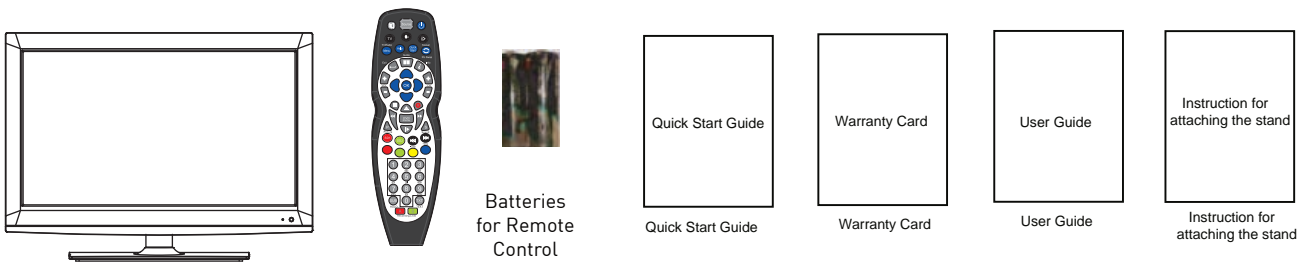 Quick Start Guide
Warranty Card
User Guide
Instruction for
attaching the stand
Batteries
for Remote
Control
Quick Start Guide
Warranty Card
User Guide
Instruction for
attaching the stand